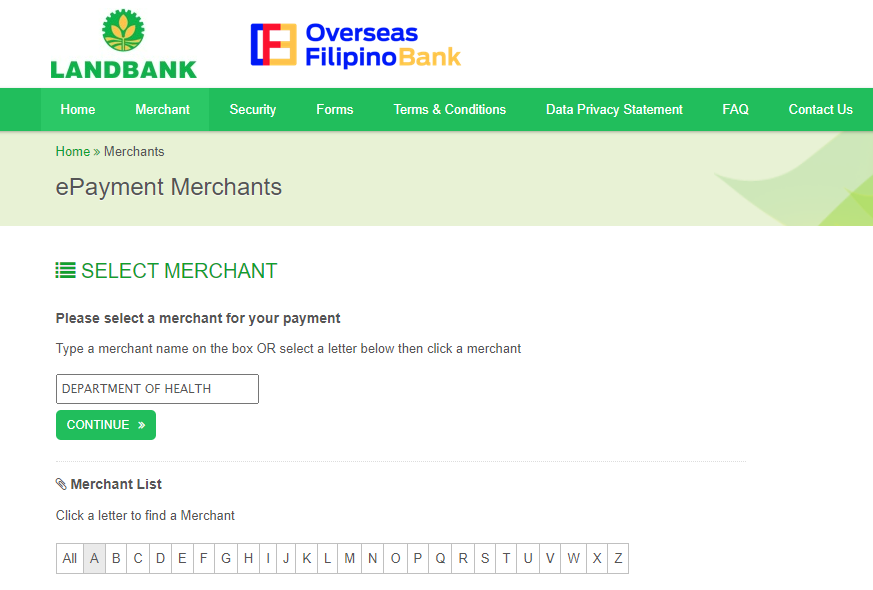 LANDBANK
Overseas
FilipinoBank
Home Merchant Security Forms Terms & Conditions Data Privacy Statement FAQ Contact Us
Home » Merchants
ePayment Merchants
SELECT MERCHANT
Please select a merchant for your payment
Type a merchant name on the box OR select a letter below then click a merchant
DEPARTMENT OF HEALTH
CONTINUE »
Merchant List
Click a letter to find a Merchant
All A B C D E F G H I J K L M N O P Q R S T U V W X Z